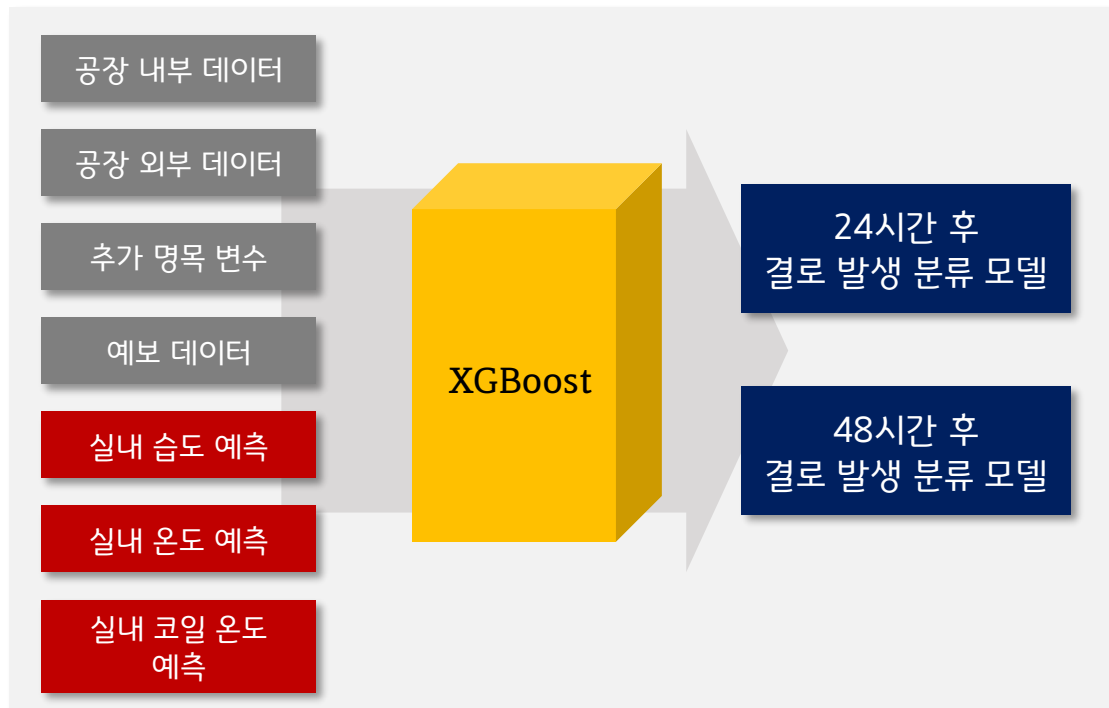 공장 내부 데이터
공장 외부 데이터
추가 명목 변수
예보 데이터
실내 습도 예측
실내 온도 예측
실내 코일 온도
예측
XGBoost
24시간 후
결로 발생 분류 모델
48시간 후
결로 발생 분류 모델